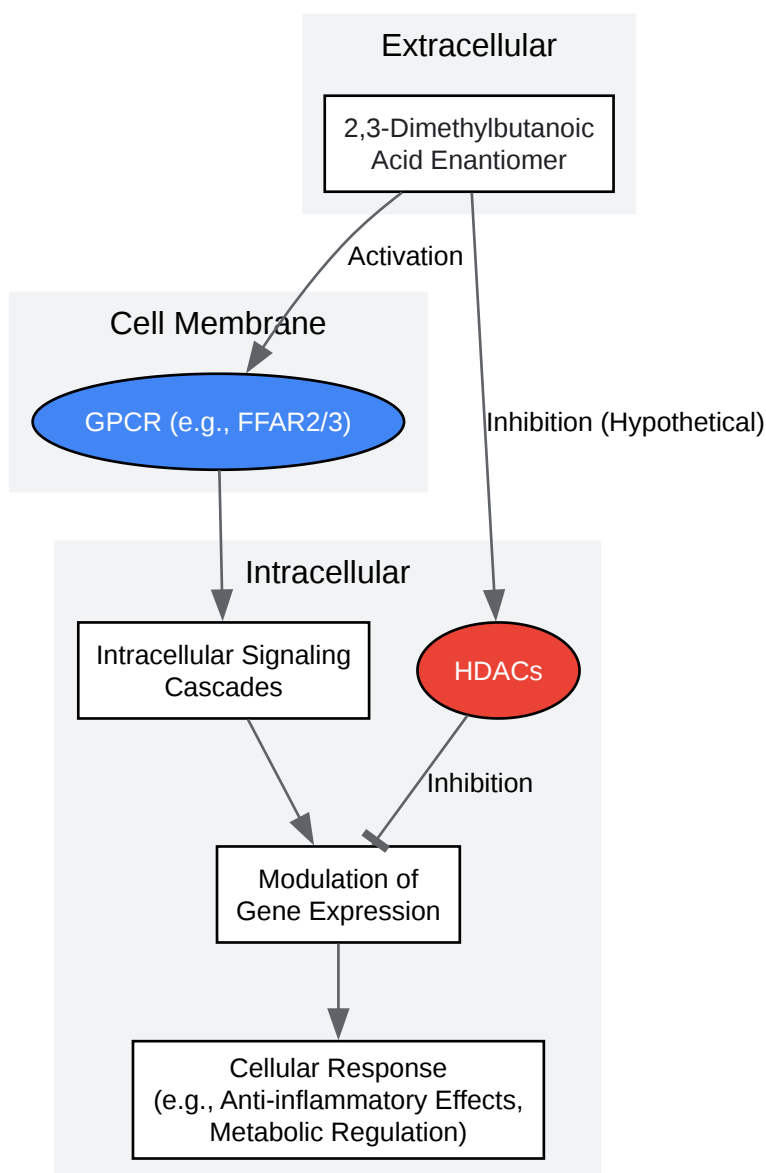 Extracellular
2,3-Dimethylbutanoic
Acid Enantiomer
Activation
Cell Membrane
GPCR (e.g., FFAR2/3)
Inhibition (Hypothetical)
Intracellular
Intracellular Signaling
Cascades
HDACs
Inhibition
Modulation of
Gene Expression
Cellular Response
(e.g., Anti-inflammatory Effects,
Metabolic Regulation)